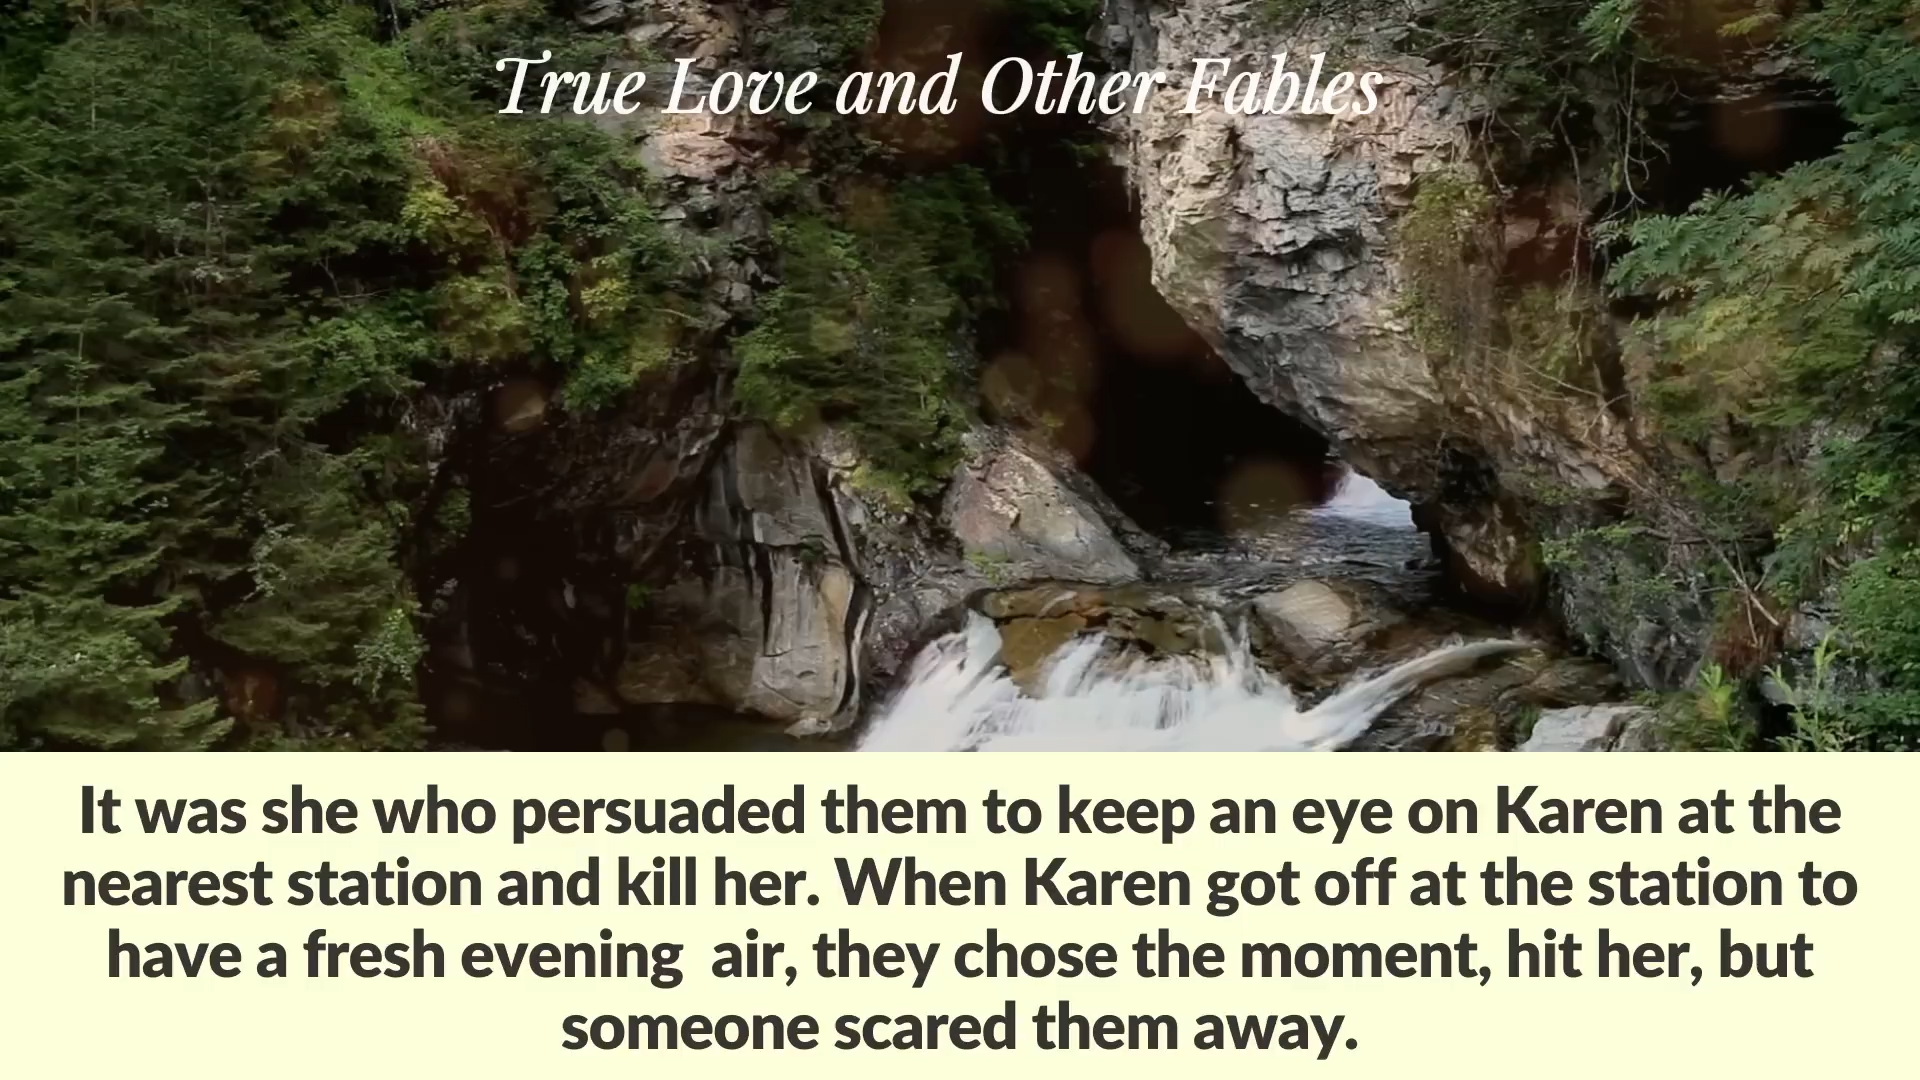 True Love and Other Fables
It was she who persuaded them to keep an eye on Karen at the
nearest station and kill her. When Karen got off at the station to
have a fresh evening  air, they chose the moment, hit her, but
someone scared them away.